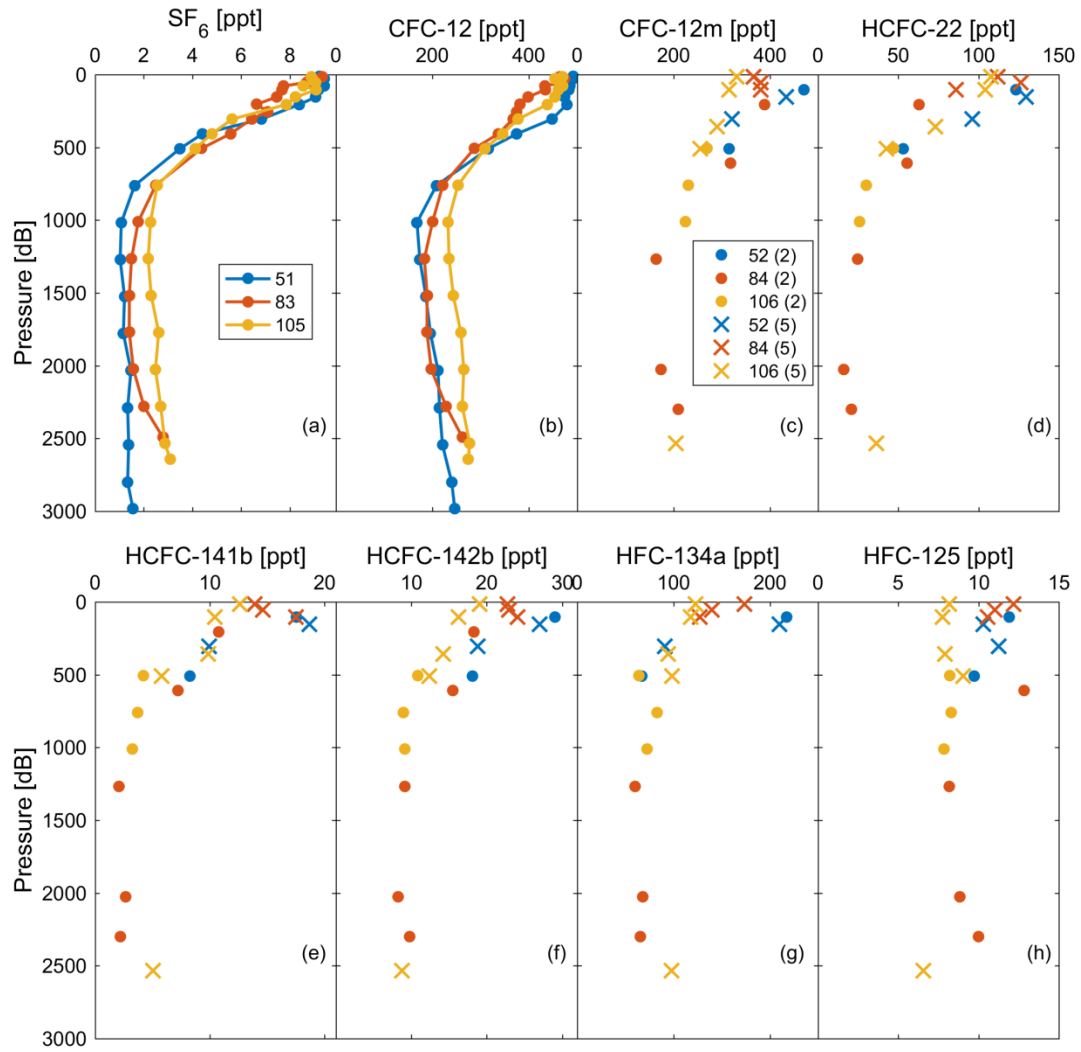 SF6 [ppt] CFC-12 [ppt] CFC-12m [ppt] HCFC-22 [ppt]
0 2 4 6 8 0 200 400 0 200 400 0 50 100 150
0
500
1000
1500
2000
2500
3000
Pressure [dB]
51
83
105
52 (2)
84 (2)
106 (2)
52 (5)
84 (5)
106 (5)
(a) (b) (c) (d)
HCFC-141b [ppt] HCFC-142b [ppt] HFC-134a [ppt] HFC-125 [ppt]
0 10 20 10 20 30 100 200 0 5 10 15
0
500
1000
1500
2000
2500
3000
Pressure [dB]
(e) (f) (g) (h)